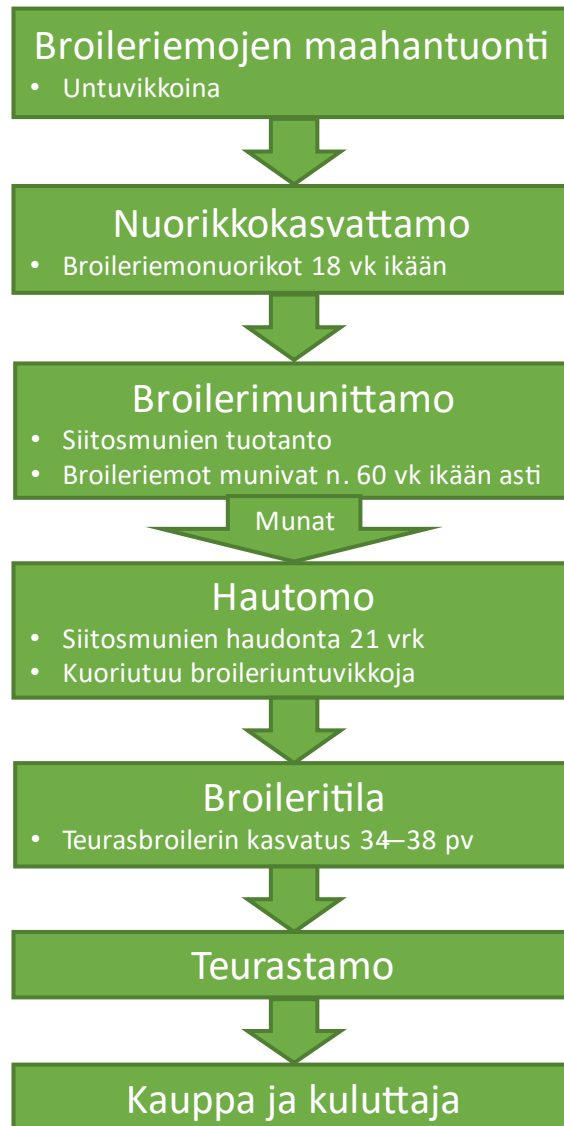 Broileriemojen maahantuonti
• Untuvikkoina
Nuorikkokasvattamo
• Broileriemonuorikot 18 vk ikään
Broilerimunittamo
• Siitosmunien tuotanto
• Broileriemot munivat n. 60 vk ikään asti
Munat
Hautomo
• Siitosmunien haudonta 21 vrk
• Kuoriutuu broileriuntuvikkoja
Broileritila
• Teurasbroilerin kasvatus 34–38 pv
Teurastamo
Kauppa ja kuluttaja